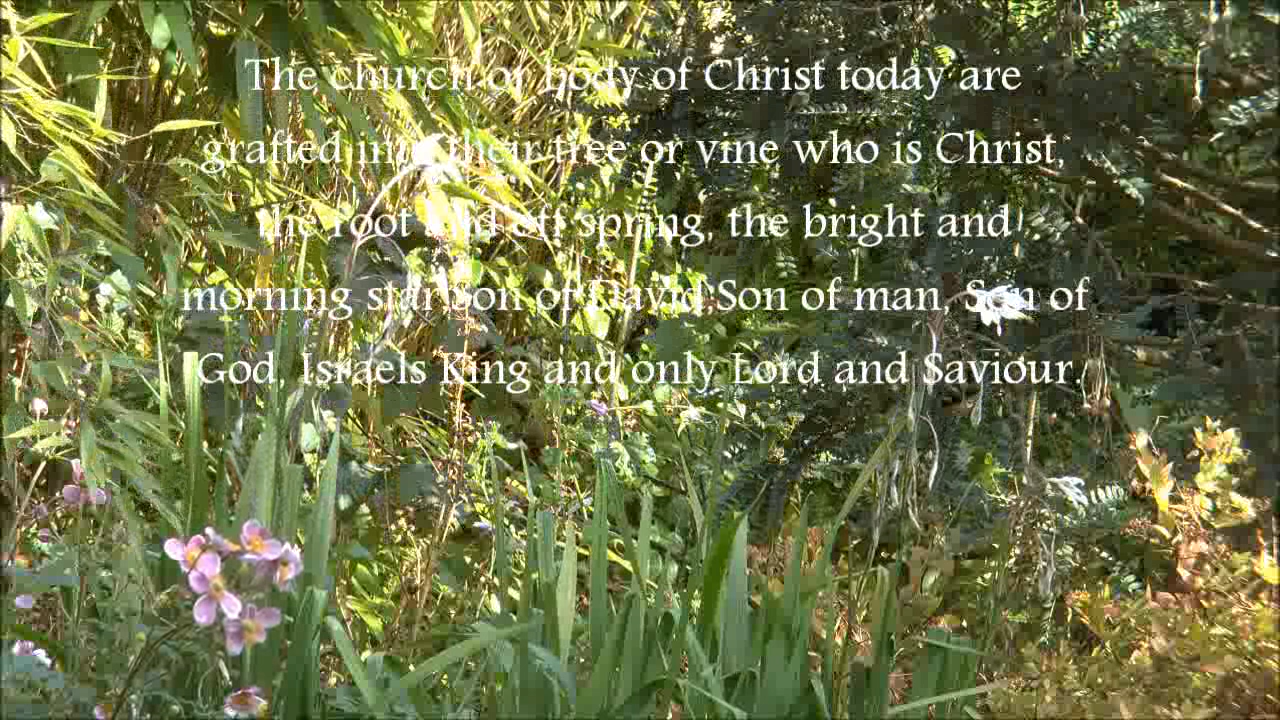 The church or body of Christ today are
grafted into their tree or vine who is Christ,
the root and off spring, the bright and
morning star son of David,Son of man, Son of
God, Israels King and only Lord and Saviour.